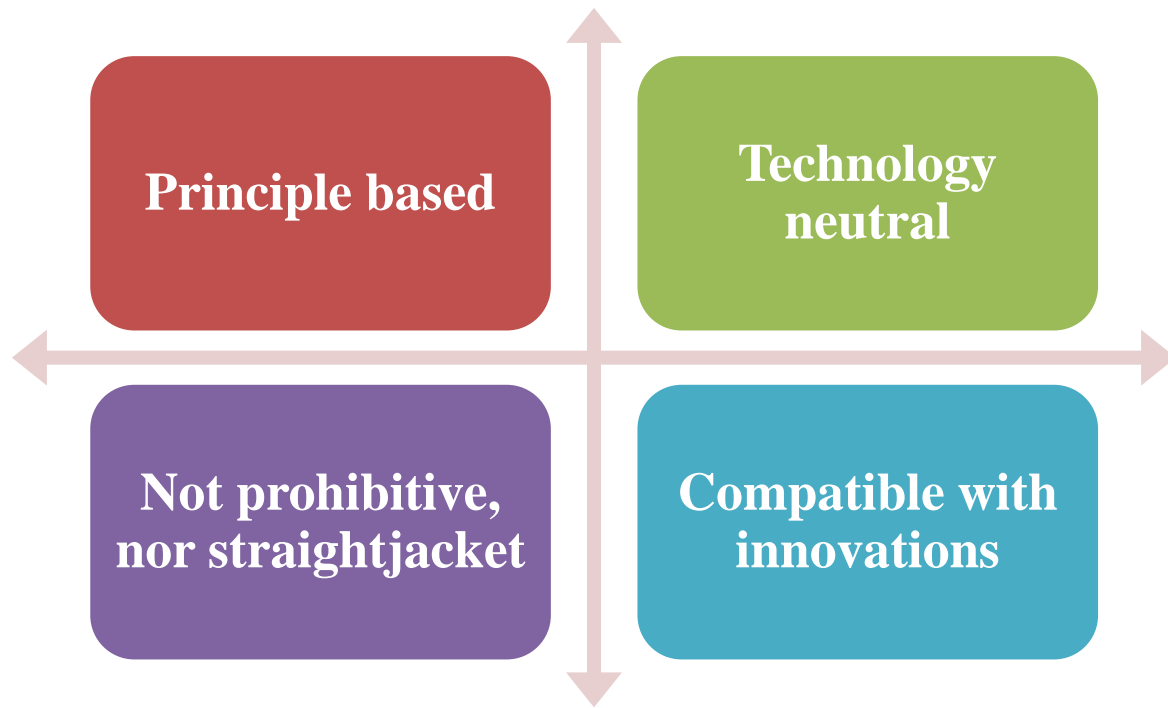 Principle based
Technology
neutral
Not prohibitive,
nor straightjacket
Compatible with
innovations